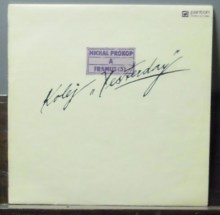 MICHAL PROKOP
A
FRAMUS FIVE
Kolej „Yesterday“